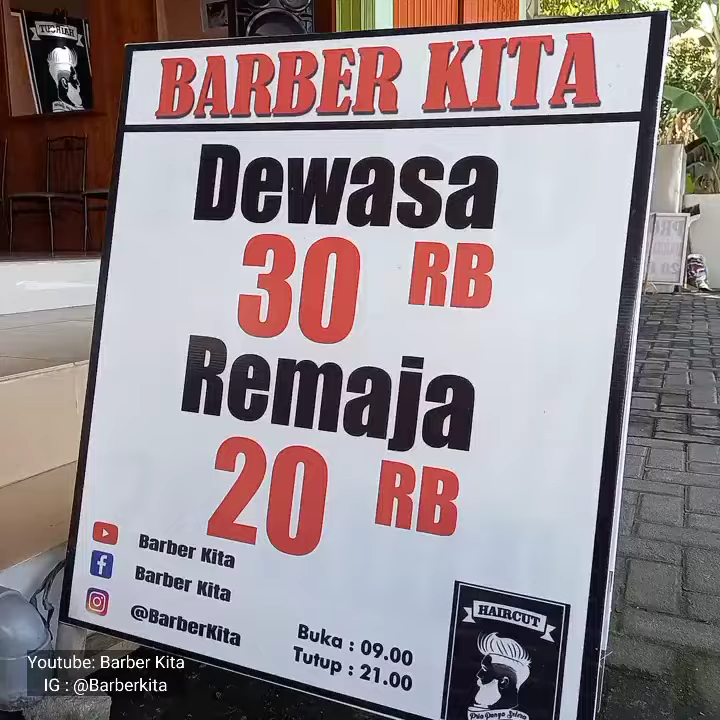 BARBER KITA
Dewasa
30 RB
Remaja
20 RB
Barber Kita
Barber Kita
@BarberKita
Buka : 09.00
Tutup : 21.00
HAIRCUT
Youtube: Barber Kita
IG : @Barberkita